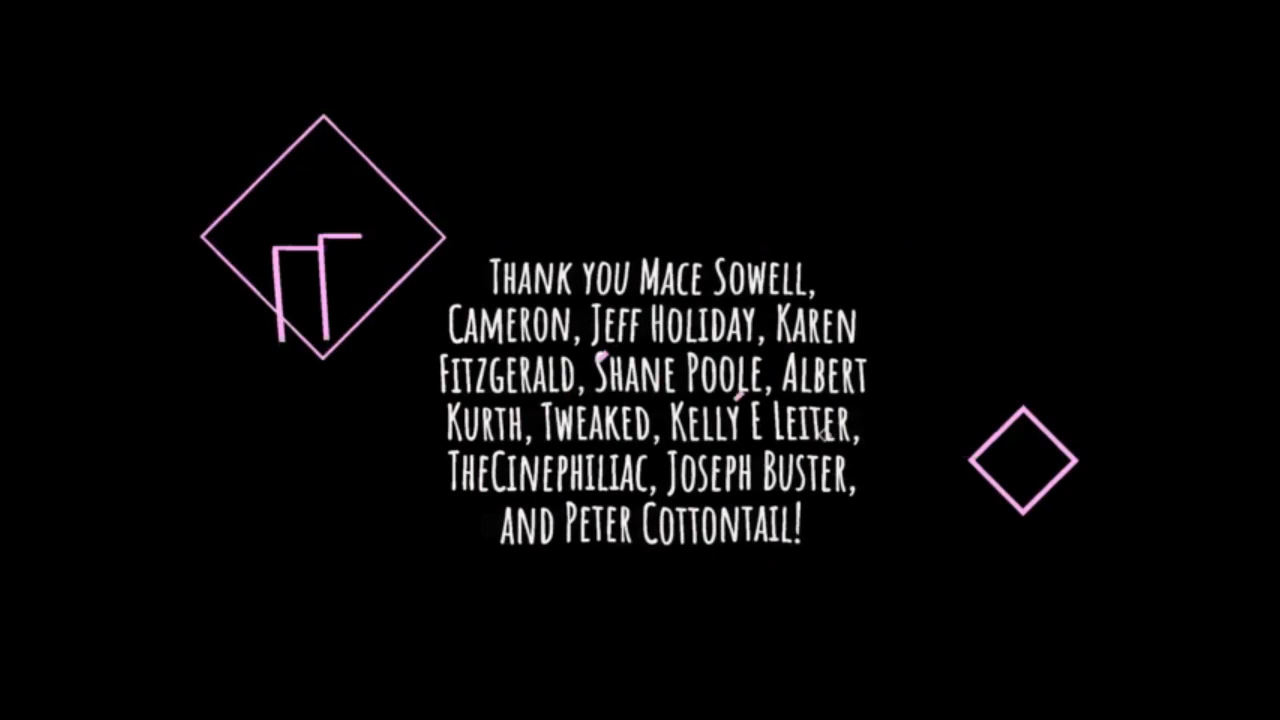 Thank you Mace Sowell,
Cameron, Jeff Holiday, Karen
Fitzgerald, Shane Poole, Albert
Kurth, Tweaked, Kelly E Leiter,
TheCinephiliac, Joseph Buster,
and Peter Cottontail!